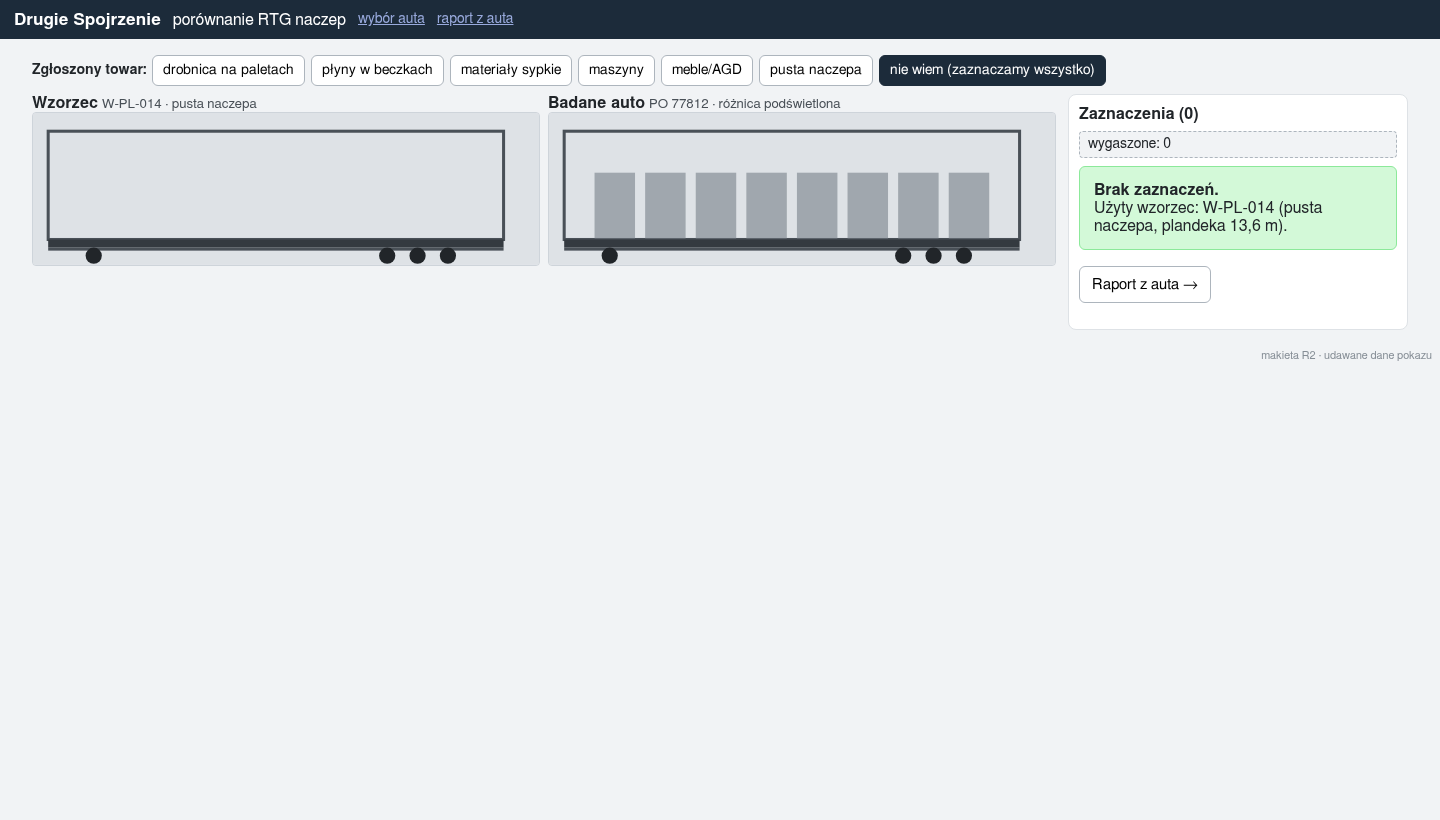 Drugie Spojrzenie porównanie RTG naczep wybór auta raport z auta
Zgłoszony towar: drobnica na paletach płyny w beczkach materiały sypkie maszyny meble/AGD pusta naczepa nie wiem (zaznaczamy wszystko)
Wzorzec W-PL-014 · pusta naczepa
Badane auto PO 77812 · różnica podświetlona
Zaznaczenia (0)
wygaszone: 0
Brak zaznaczeń.
Użyty wzorzec: W-PL-014 (pusta
naczepa, plandeka 13,6 m).
Raport z auta →
makieta R2 · udawane dane pokazu